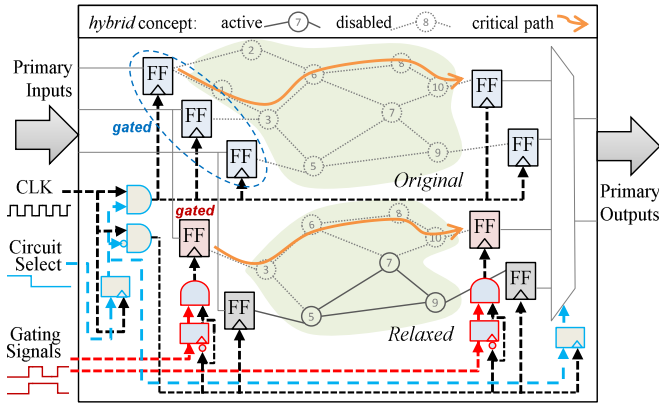 hybrid concept: active 7 disabled 8 critical path
Primary
Inputs
FF
2
8
6
10
FF
gated
FF
3
7
FF
FF
5
9
Original
CLK
gated
Primary
Outputs
FF
6
8
10
FF
Circuit
Select
3
7
FF
FF
5
9
Relaxed
Gating
Signals